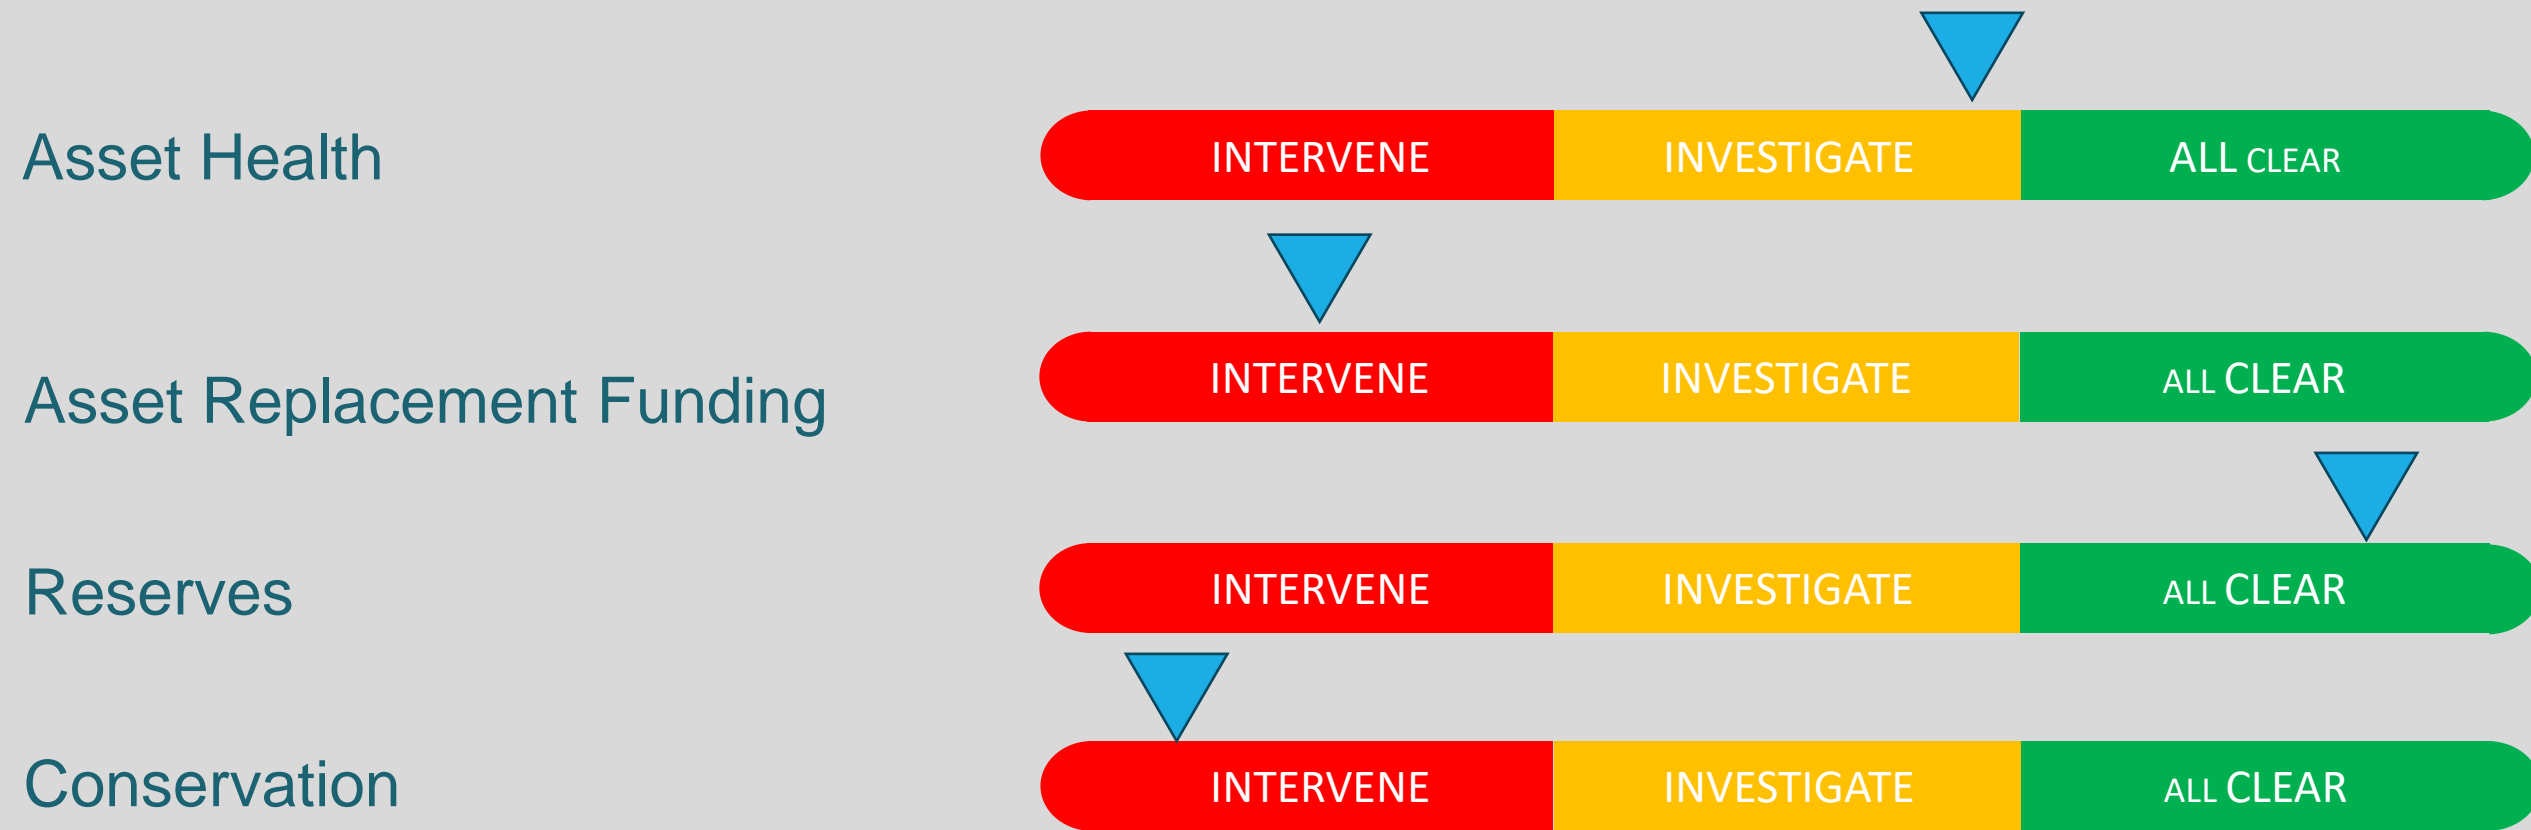 Asset Health INTERVENE INVESTIGATE ALL CLEAR
Asset Replacement Funding INTERVENE INVESTIGATE ALL CLEAR
Reserves INTERVENE INVESTIGATE ALL CLEAR
Conservation INTERVENE INVESTIGATE ALL CLEAR